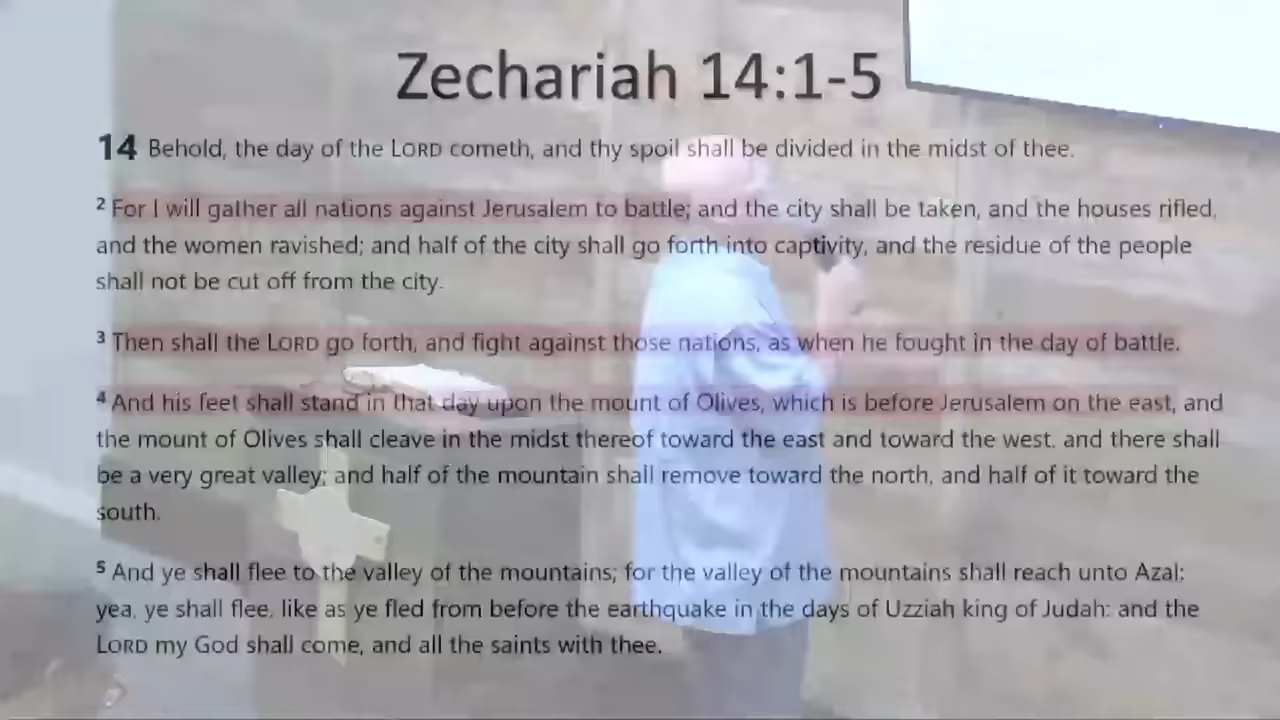 Zechariah 14:1-5
14 Behold, the day of the LORD cometh, and thy spoil shall be divided in the midst of thee.
2 For I will gather all nations against Jerusalem to battle; and the city shall be taken, and the houses rifled,
and the women ravished; and half of the city shall go forth into captivity, and the residue of the people
shall not be cut off from the city.
3 Then shall the LORD go forth, and fight against those nations, as when he fought in the day of battle.
4 And his feet shall stand in that day upon the mount of Olives, which is before Jerusalem on the east, and
the mount of Olives shall cleave in the midst thereof toward the east and toward the west, and there shall
be a very great valley; and half of the mountain shall remove toward the north, and half of it toward the
south.
5 And ye shall flee to the valley of the mountains; for the valley of the mountains shall reach unto Azal:
yea, ye shall flee, like as ye fled from before the earthquake in the days of Uzziah king of Judah: and the
LORD my God shall come, and all the saints with thee.